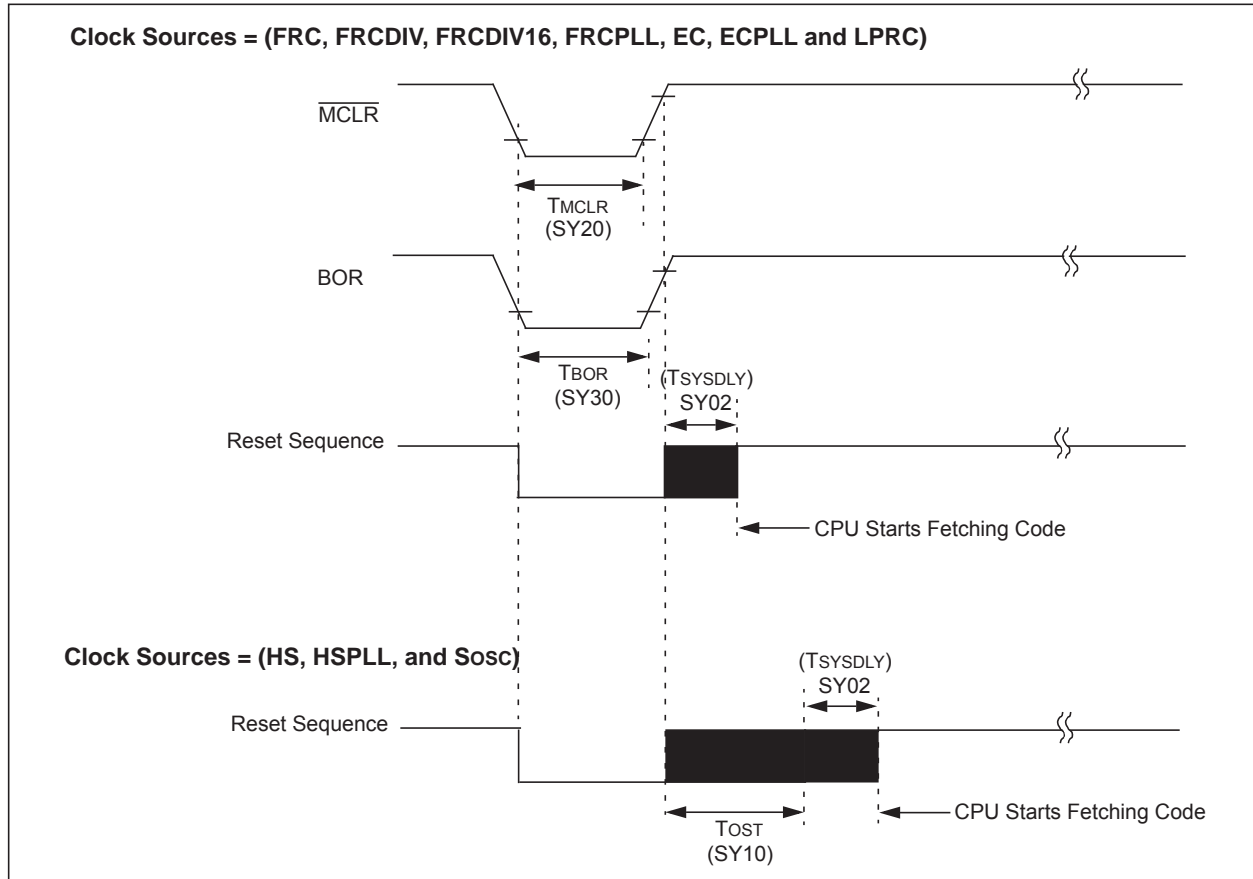 Clock Sources = (FRC, FRCDIV, FRCDIV16, FRCPLL, EC, ECPLL and LPRC)
MCLR
TMCLR
(SY20)
BOR
TBOR
(SY30)
(TSYSDLY)
SY02
Reset Sequence
CPU Starts Fetching Code
Clock Sources = (HS, HSPLL, and SOSC)
(TSYSDLY)
SY02
Reset Sequence
CPU Starts Fetching Code
TOST
(SY10)